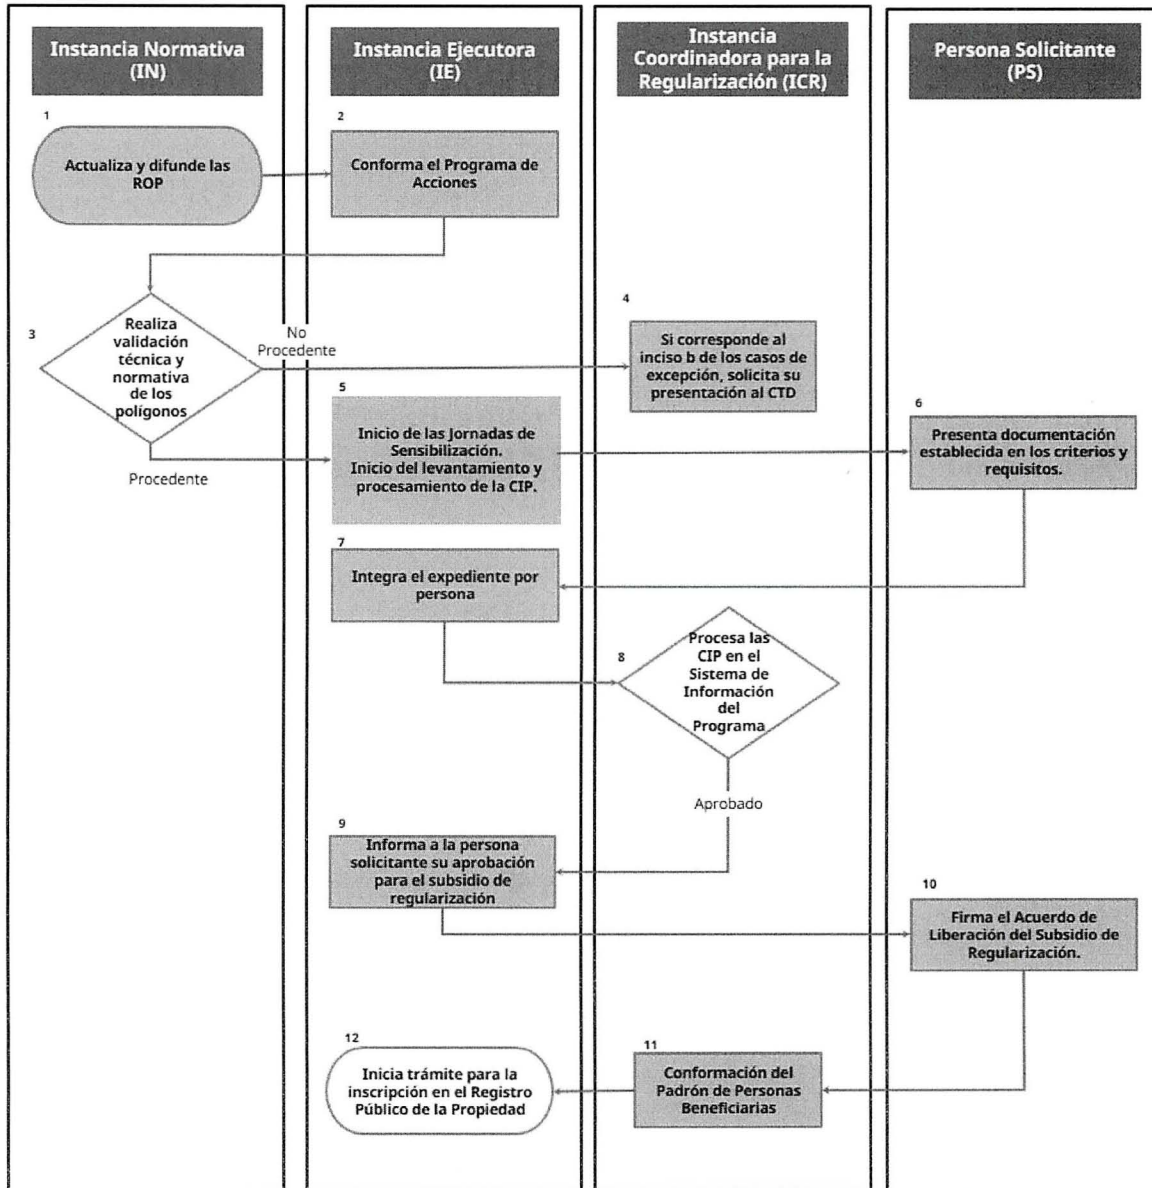 Instancia Normativa
(IN)
Instancia Ejecutora
(IE)
Instancia
Coordinadora para la
Regularización (ICR)
Persona Solicitante
(PS)
1
Actualiza y difunde las
ROP
2
Conforma el Programa de
Acciones
3
Realiza
validación
técnica y
normativa
de los
polígonos
No
Procedente
Procedente
4
Si corresponde al
inciso b de los casos de
excepción, solicita su
presentación al CTD
5
Inicio de las Jornadas de
Sensibilización.
Inicio del levantamiento y
procesamiento de la CIP.
6
Presenta documentación
establecida en los criterios y
requisitos.
7
Integra el expediente por
persona
8
Procesa las
CIP en el
Sistema de
Información
del
Programa
Aprobado
9
Informa a la persona
solicitante su aprobación
para el subsidio de
regularización
10
Firma el Acuerdo de
Liberación del Subsidio de
Regularización.
11
Conformación del
Padrón de Personas
Beneficiarias
12
Inicia trámite para la
inscripción en el Registro
Público de la Propiedad